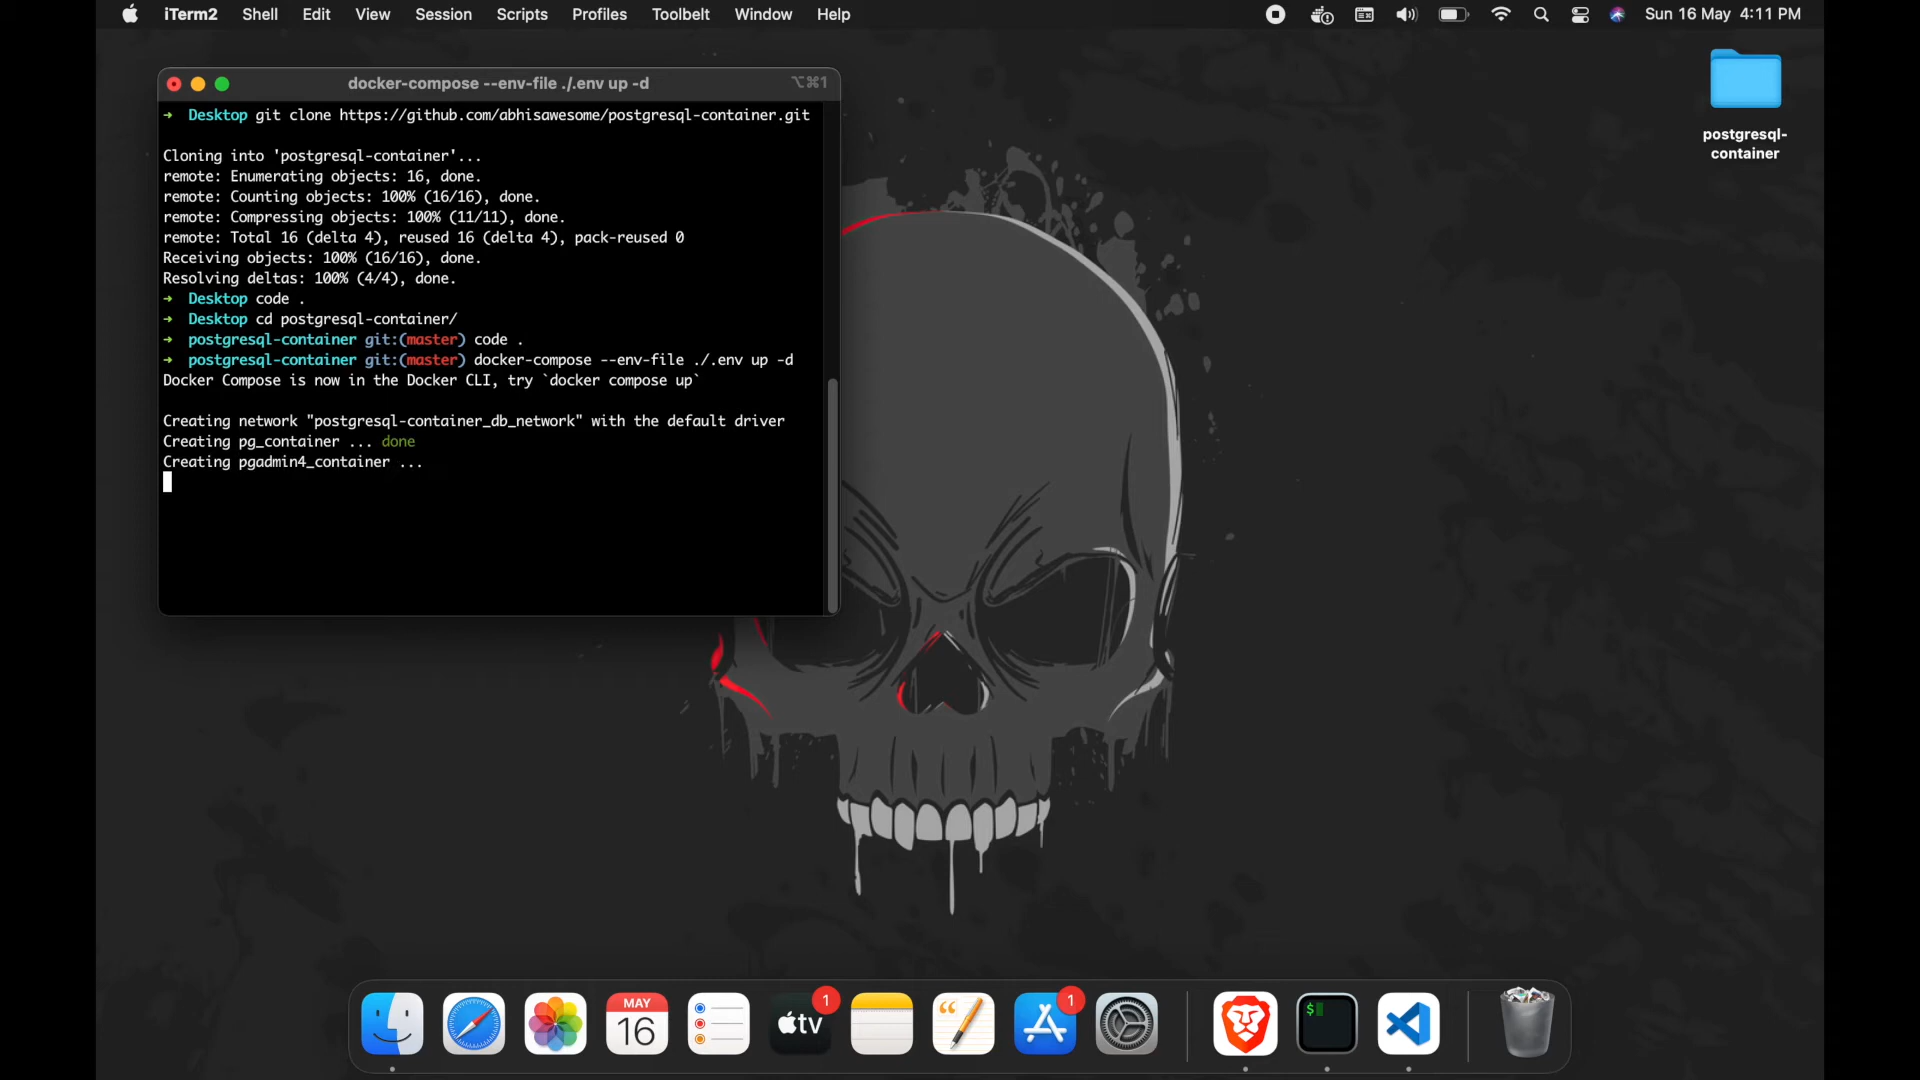 iTerm2 Shell Edit View Session Scripts Profiles Toolbelt Window Help Sun 16 May 4:11 PM
docker-compose --env-file ./.env up -d ⌥⌘1
→ Desktop git clone https://github.com/abhisawesome/postgresql-container.git
Cloning into 'postgresql-container'...
remote: Enumerating objects: 16, done.
remote: Counting objects: 100% (16/16), done.
remote: Compressing objects: 100% (11/11), done.
remote: Total 16 (delta 4), reused 16 (delta 4), pack-reused 0
Receiving objects: 100% (16/16), done.
Resolving deltas: 100% (4/4), done.
→ Desktop code .
→ Desktop cd postgresql-container/
→ postgresql-container git:(master) code .
→ postgresql-container git:(master) docker-compose --env-file ./.env up -d
Docker Compose is now in the Docker CLI, try `docker compose up`
Creating network "postgresql-container_db_network" with the default driver
Creating pg_container ... done
Creating pgadmin4_container ...
postgresql-
container
MAY
16
tv
1
1
$